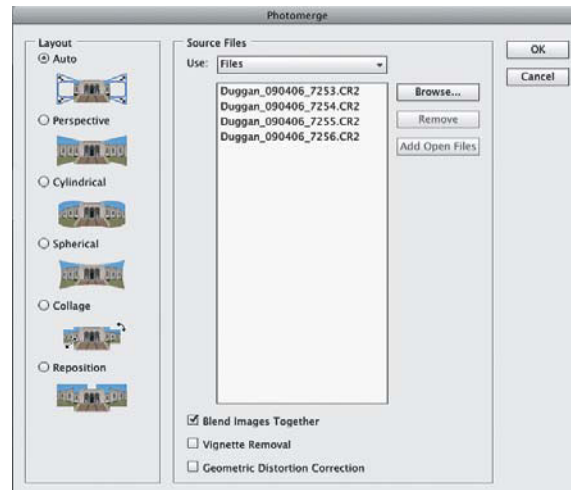 Photomerge
Layout
Auto
Perspective
Cylindrical
Spherical
Collage
Reposition
Source Files
Use: Files
Duggan_090406_7253.CR2
Duggan_090406_7254.CR2
Duggan_090406_7255.CR2
Duggan_090406_7256.CR2
Browse...
Remove
Add Open Files
Blend Images Together
Vignette Removal
Geometric Distortion Correction
OK
Cancel